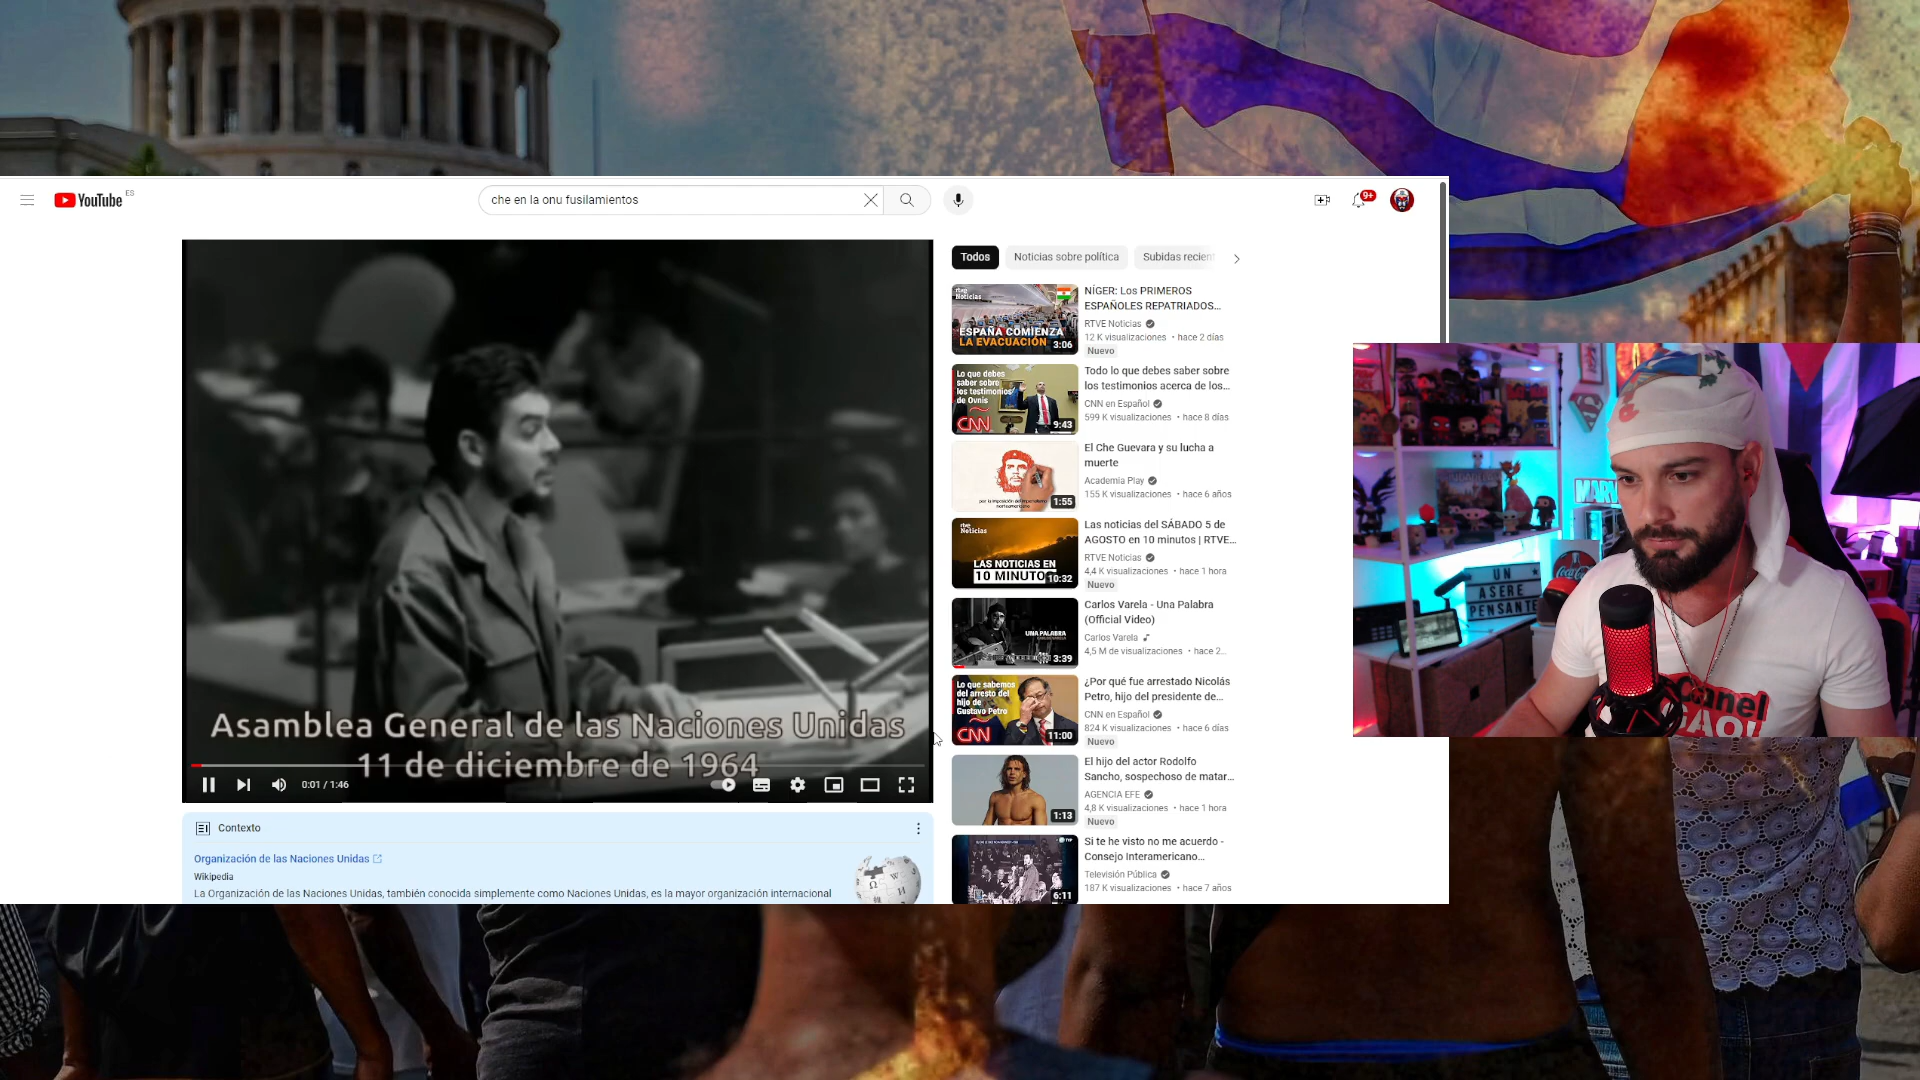 YouTube
ES
che en la onu fusilamientos
9+
Asamblea General de las Naciones Unidas
11 de diciembre de 1964
0:01 / 1:46
Contexto
Organización de las Naciones Unidas
Wikipedia
La Organización de las Naciones Unidas, también conocida simplemente como Naciones Unidas, es la mayor organización internacional
Todos
Noticias sobre política
Subidas recient
rtve
Noticias
ESPAÑA COMIENZA
LA EVACUACIÓN
3:06
NÍGER: Los PRIMEROS
ESPAÑOLES REPATRIADOS...
RTVE Noticias
12 K visualizaciones • hace 2 días
Nuevo
Lo que debes
saber sobre
los testimonios
de Ovnis
CNN
9:43
Todo lo que debes saber sobre
los testimonios acerca de los...
CNN en Español
599 K visualizaciones • hace 8 días
1:55
El Che Guevara y su lucha a
muerte
Academia Play
155 K visualizaciones • hace 6 años
rtve
Noticias
LAS NOTICIAS EN
10 MINUTO
10:32
Las noticias del SÁBADO 5 de
AGOSTO en 10 minutos | RTVE...
RTVE Noticias
4,4 K visualizaciones • hace 1 hora
Nuevo
UNA PALABRA
3:39
Carlos Varela - Una Palabra
(Official Video)
Carlos Varela
4,5 M de visualizaciones • hace 2...
Lo que sabemos
del arresto del
hijo de
Gustavo Petro
CNN
11:00
¿Por qué fue arrestado Nicolás
Petro, hijo del presidente de...
CNN en Español
824 K visualizaciones • hace 6 días
Nuevo
1:13
El hijo del actor Rodolfo
Sancho, sospechoso de matar...
AGENCIA EFE
4,8 K visualizaciones • hace 1 hora
Nuevo
6:11
Si te he visto no me acuerdo -
Consejo Interamericano...
Televisión Pública
187 K visualizaciones • hace 7 años
MARV
Coca-Cola
UN
ASERE
PENSANTE
Canel